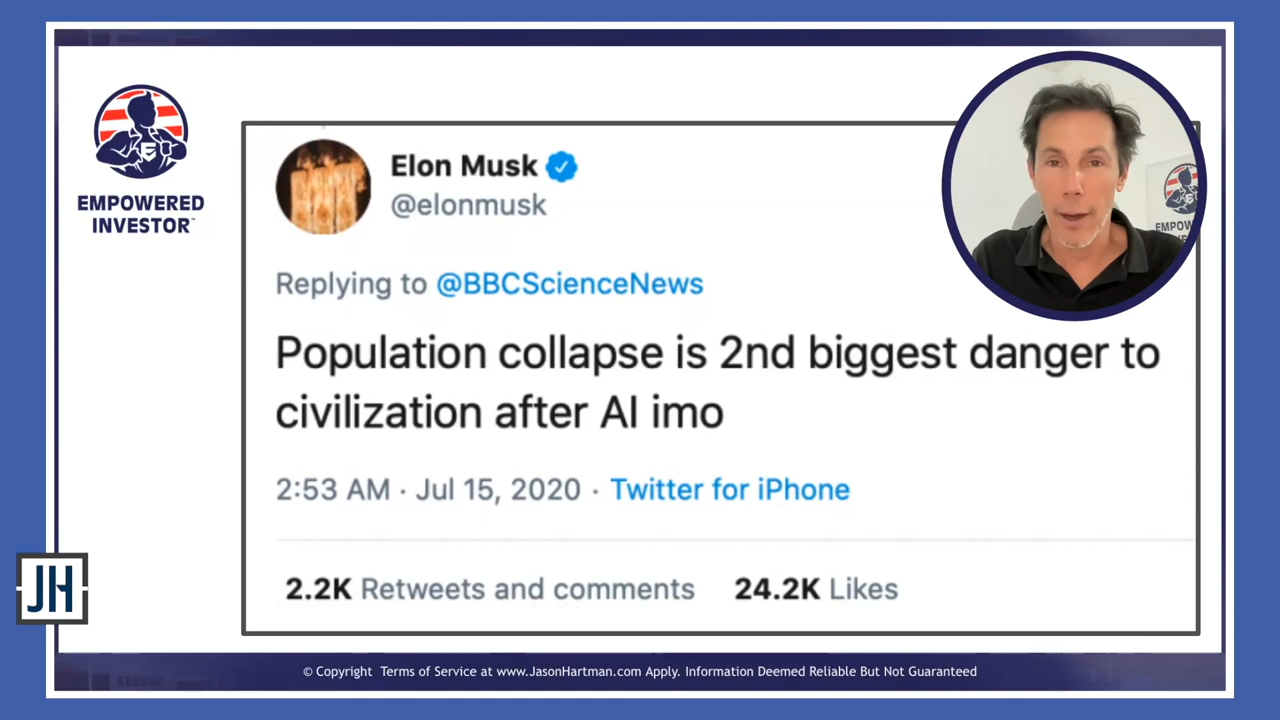 EMPOWERED
INVESTOR™
Elon Musk
@elonmusk
Replying to @BBCScienceNews
Population collapse is 2nd biggest danger to
civilization after AI imo
2:53 AM · Jul 15, 2020 · Twitter for iPhone
2.2K Retweets and comments 24.2K Likes
EMPOW
JH
© Copyright Terms of Service at www.JasonHartman.com Apply. Information Deemed Reliable But Not Guaranteed